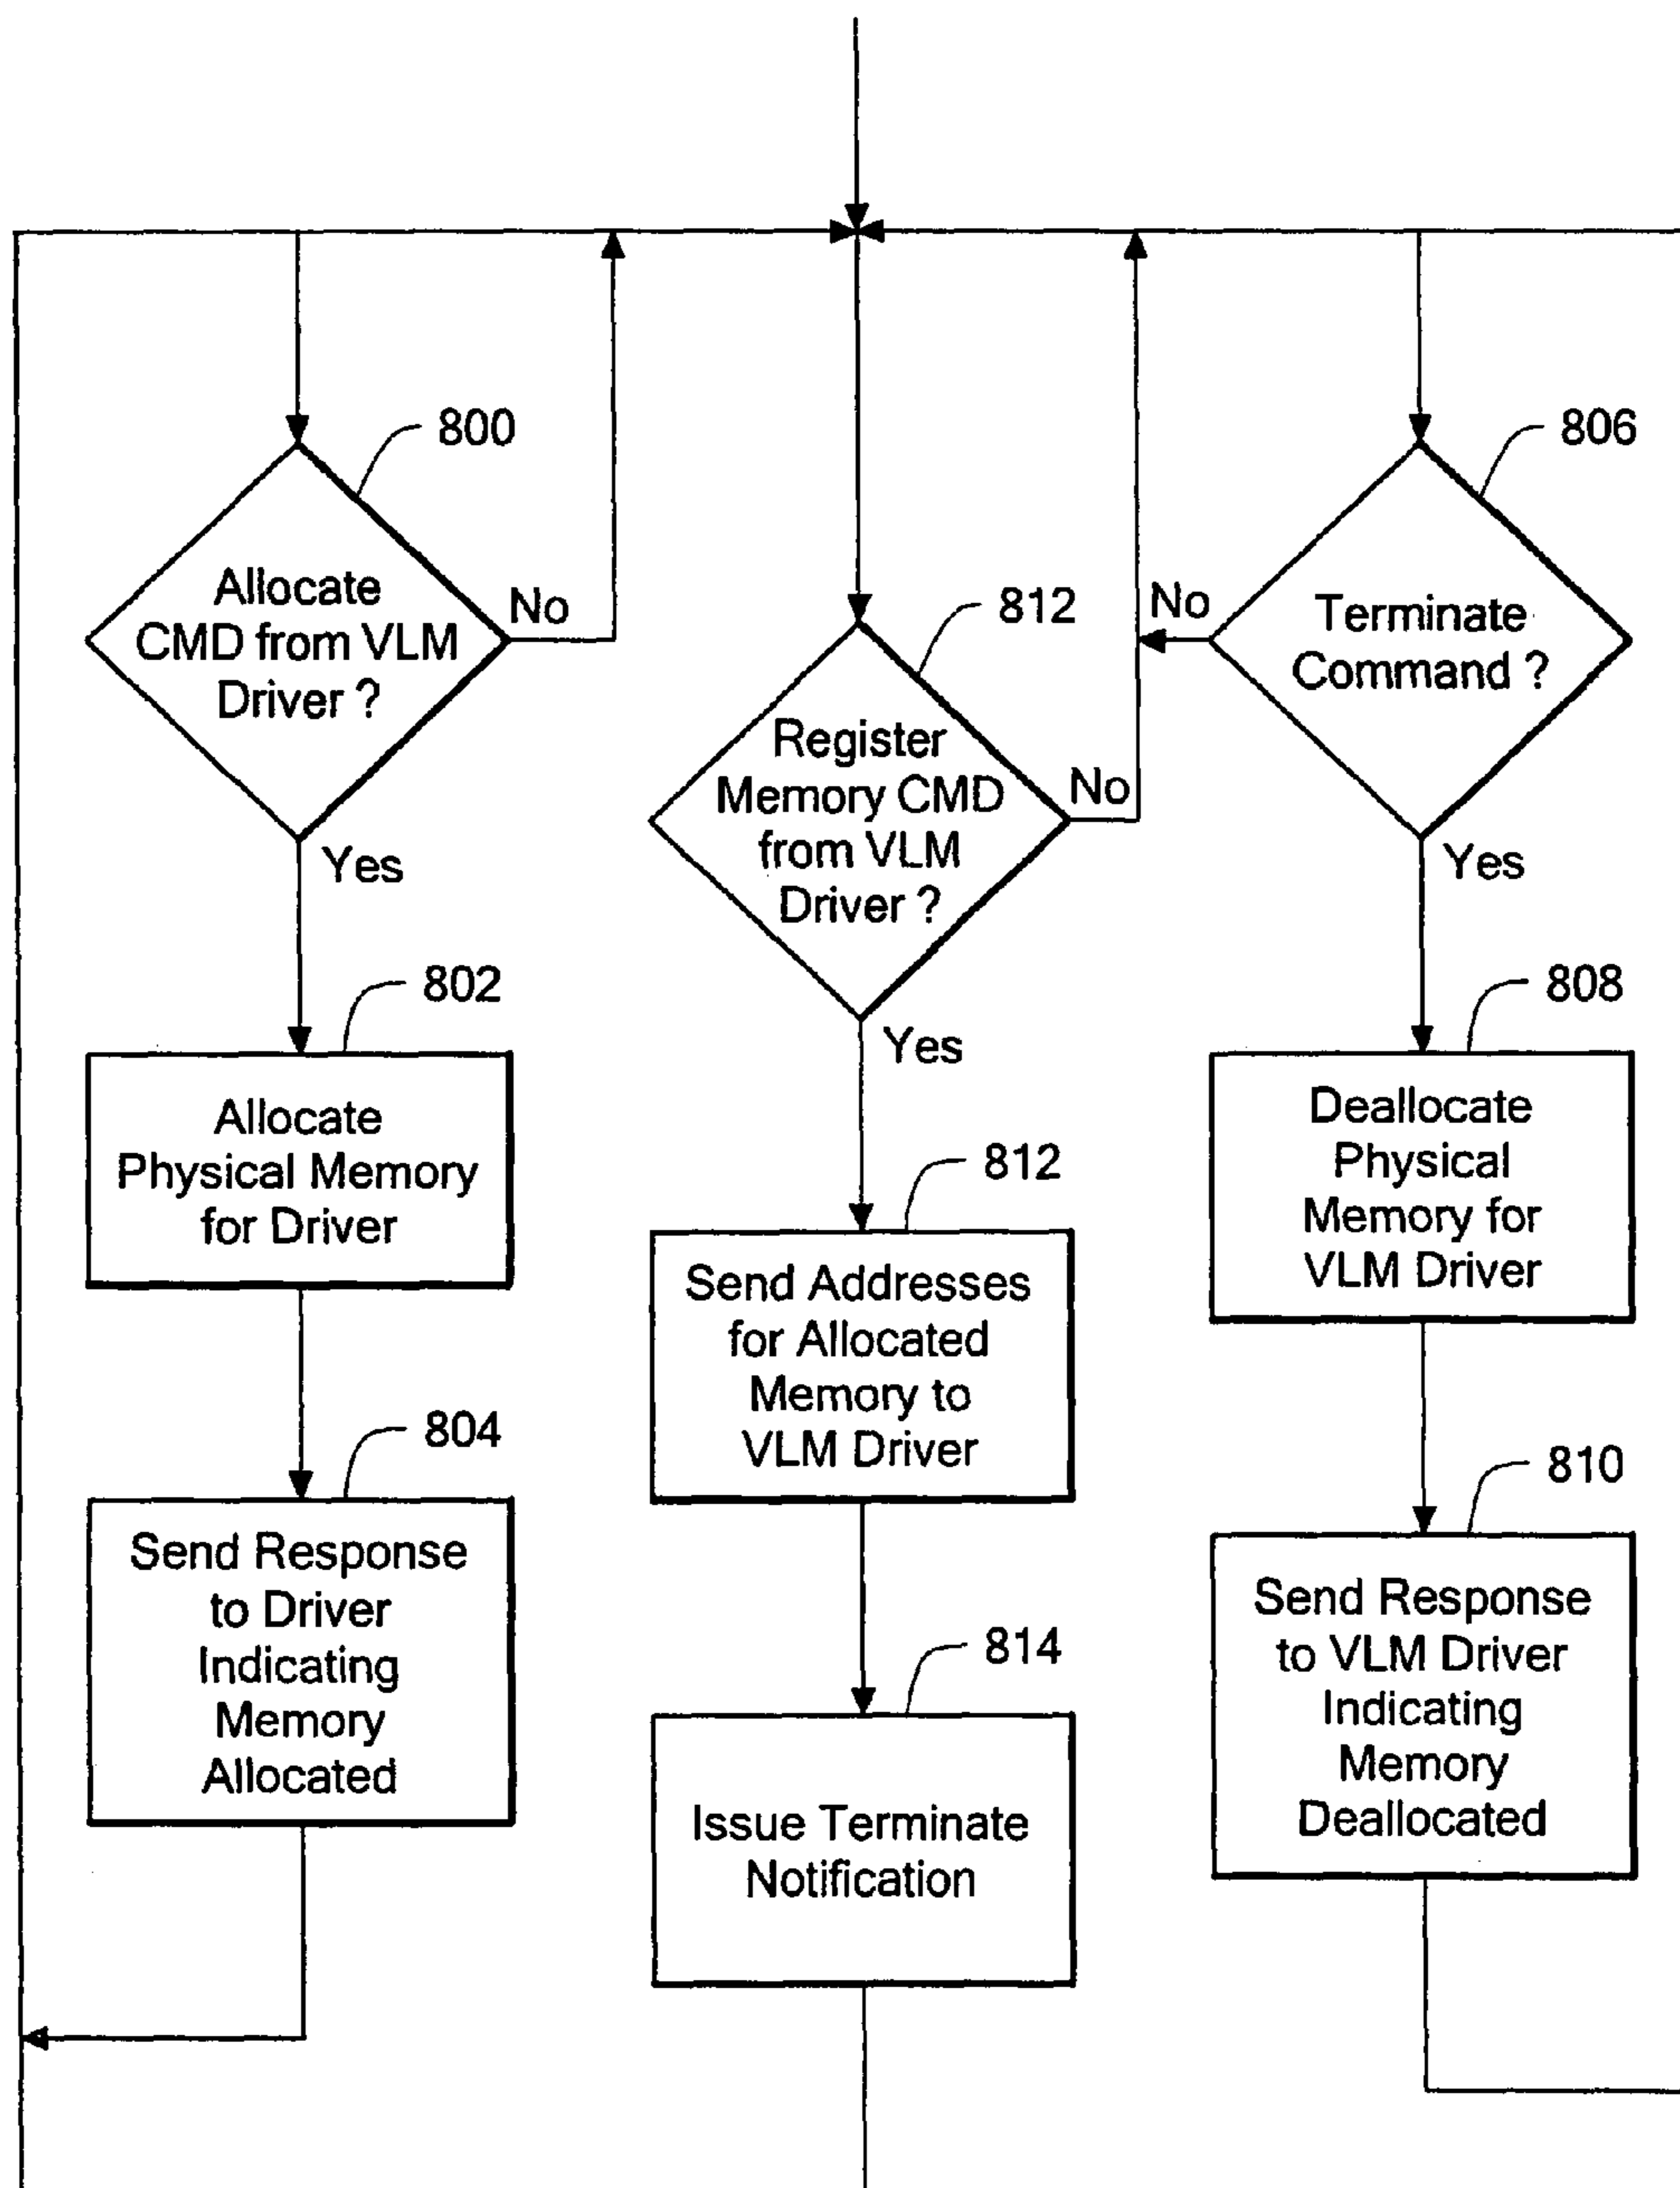 800
Allocate
CMD from VLM
Driver ?
No
Yes
802
Allocate
Physical Memory
for Driver
804
Send Response
to Driver
Indicating
Memory
Allocated
812
Register
Memory CMD
from VLM
Driver ?
No
Yes
812
Send Addresses
for Allocated
Memory to
VLM Driver
814
Issue Terminate
Notification
806
Terminate
Command ?
No
Yes
808
Deallocate
Physical
Memory for
VLM Driver
810
Send Response
to VLM Driver
Indicating
Memory
Deallocated